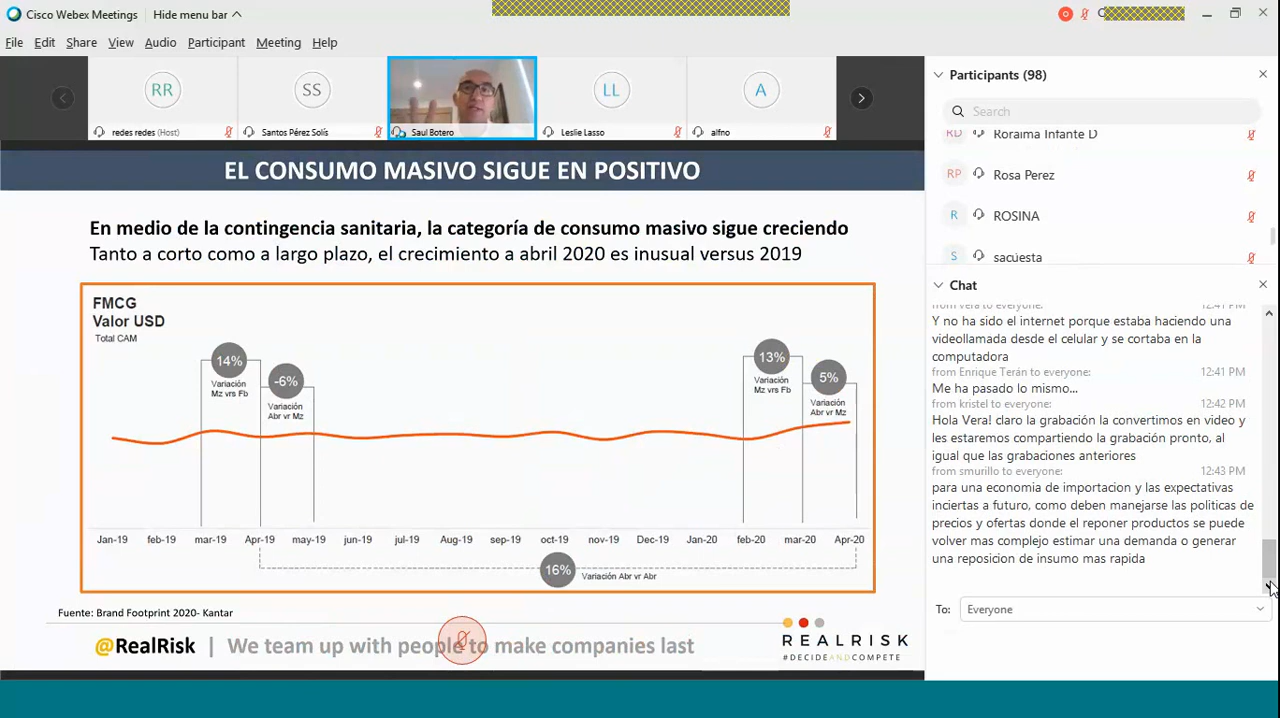 Cisco Webex Meetings
Hide menu bar
File Edit Share View Audio Participant Meeting Help
RR
redes redes (Host)
SS
Santos Pérez Solís
Saul Botero
LL
Leslie Lasso
A
alfno
EL CONSUMO MASIVO SIGUE EN POSITIVO
En medio de la contingencia sanitaria, la categoría de consumo masivo sigue creciendo
Tanto a corto como a largo plazo, el crecimiento a abril 2020 es inusual versus 2019
FMCG
Valor USD
Total CAM
14%
Variación
Mz vrs Fb
-6%
Variación
Abr vr Mz
13%
Variación
Mz vrs Fb
5%
Variación
Abr vr Mz
Jan-19 feb-19 mar-19 Apr-19 may-19 jun-19 jul-19 Aug-19 sep-19 oct-19 nov-19 Dec-19 Jan-20 feb-20 mar-20 Apr-20
16%
Variación Abr vr Abr
Fuente: Brand Footprint 2020- Kantar
@RealRisk | We team up with people to make companies last
REALRISK
#DECIDEANDCOMPETE
Participants (98)
Search
RD Roraima Infante D
RP Rosa Perez
R ROSINA
S sacuesta
Chat
from vera to everyone: 12:41 PM
Y no ha sido el internet porque estaba haciendo una
videollamada desde el celular y se cortaba en la
computadora
from Enrique Terán to everyone: 12:41 PM
Me ha pasado lo mismo...
from kristel to everyone: 12:42 PM
Hola Vera! claro la grabación la convertimos en video y
les estaremos compartiendo la grabación pronto, al
igual que las grabaciones anteriores
from smurillo to everyone: 12:43 PM
para una economia de importacion y las expectativas
inciertas a futuro, como deben manejarse las politicas de
precios y ofertas donde el reponer productos se puede
volver mas complejo estimar una demanda o generar
una reposicion de insumo mas rapida
To: Everyone